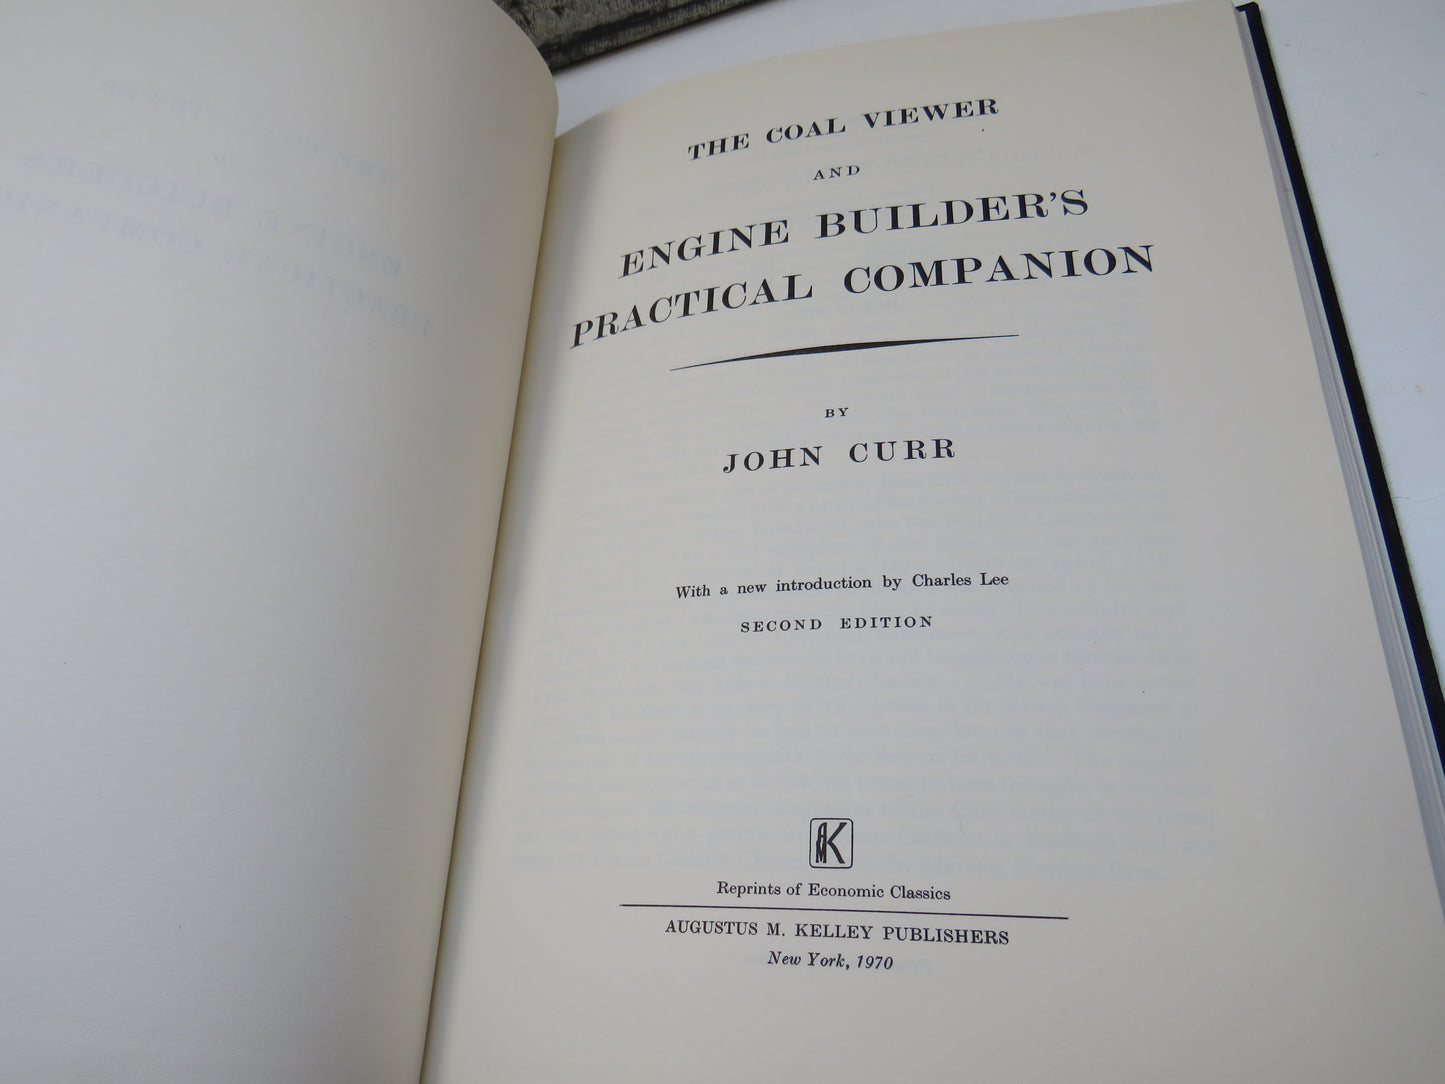 THE COAL VIEWER
AND
ENGINE BUILDER'S
PRACTICAL COMPANION
BY
JOHN CURR
With a new introduction by Charles Lee
SECOND EDITION
AMK
Reprints of Economic Classics
AUGUSTUS M. KELLEY PUBLISHERS
New York, 1970